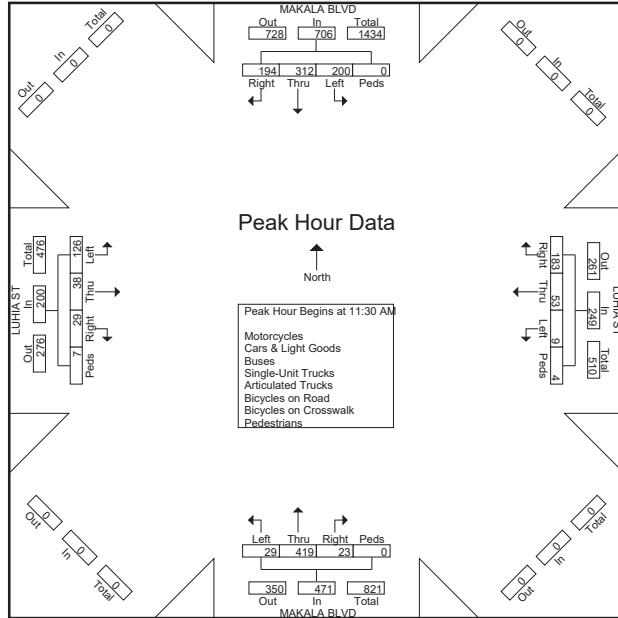 MAKALA BLVD
Out In Total
728 706 1434
194 312 200 0
Right Thru Left Peds
Total
0
In
0
Out
0
Out
0
In
0
Total
0
Peak Hour Data
North
Peak Hour Begins at 11:30 AM
Motorcycles
Cars & Light Goods
Buses
Single-Unit Trucks
Articulated Trucks
Bicycles on Road
Bicycles on Crosswalk
Pedestrians
LUHIA ST
Total In Out
476 200 276
126 38 29 7
Left Thru Right Peds
LUHIA ST
Out In Total
261 249 510
183 53 9 4
Right Thru Left Peds
0
Out
0
In
0
Total
0
Total
0
In
0
Out
Left Thru Right Peds
29 419 23 0
350 471 821
Out In Total
MAKALA BLVD